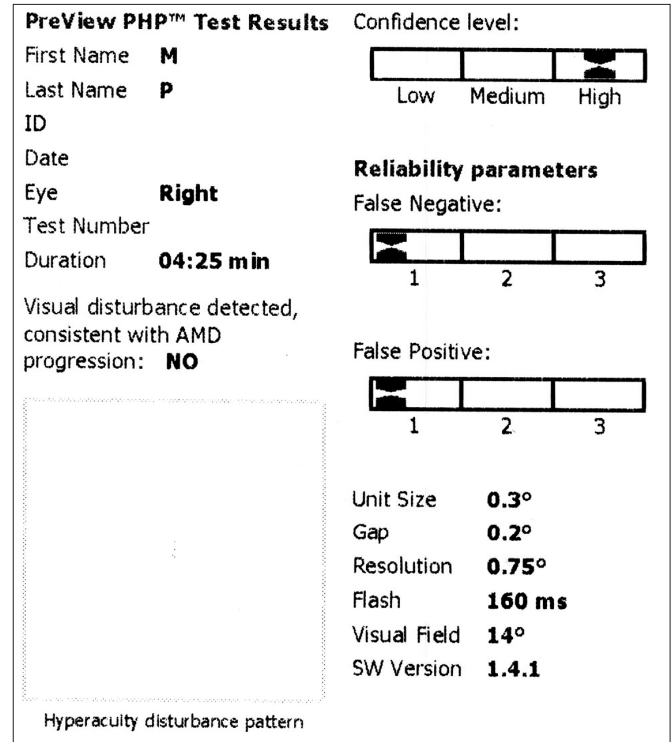 PreView PHP™ Test Results
First Name M
Last Name P
ID
Date
Eye Right
Test Number
Duration 04:25 min
Visual disturbance detected,
consistent with AMD
progression: NO
Hyperacuity disturbance pattern
Confidence level:
Low Medium High
Reliability parameters
False Negative:
1 2 3
False Positive:
1 2 3
Unit Size 0.3°
Gap 0.2°
Resolution 0.75°
Flash 160 ms
Visual Field 14°
SW Version 1.4.1